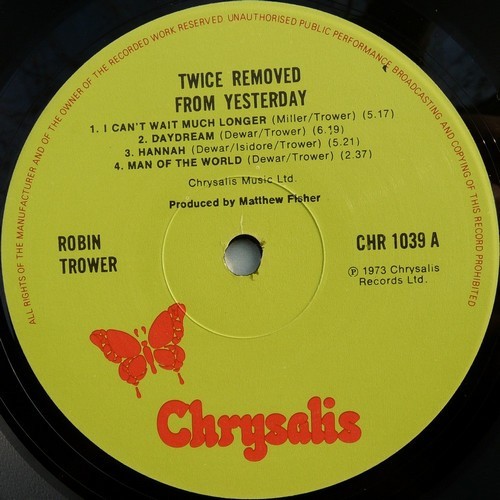 ALL RIGHTS OF THE MANUFACTURER AND OF THE OWNER OF THE RECORDED WORK RESERVED UNAUTHORISED PUBLIC PERFORMANCE BROADCASTING AND COPYING OF THIS RECORD PROHIBITED
TWICE REMOVED
FROM YESTERDAY
1. I CAN'T WAIT MUCH LONGER (Miller/Trower) (5.17)
2. DAYDREAM (Dewar/Trower) (6.19)
3. HANNAH (Dewar/Isidore/Trower) (5.21)
4. MAN OF THE WORLD (Dewar/Trower) (2.37)
Chrysalis Music Ltd.
Produced by Matthew Fisher
ROBIN
TROWER
CHR 1039 A
℗ 1973 Chrysalis
Records Ltd.
Chrysalis